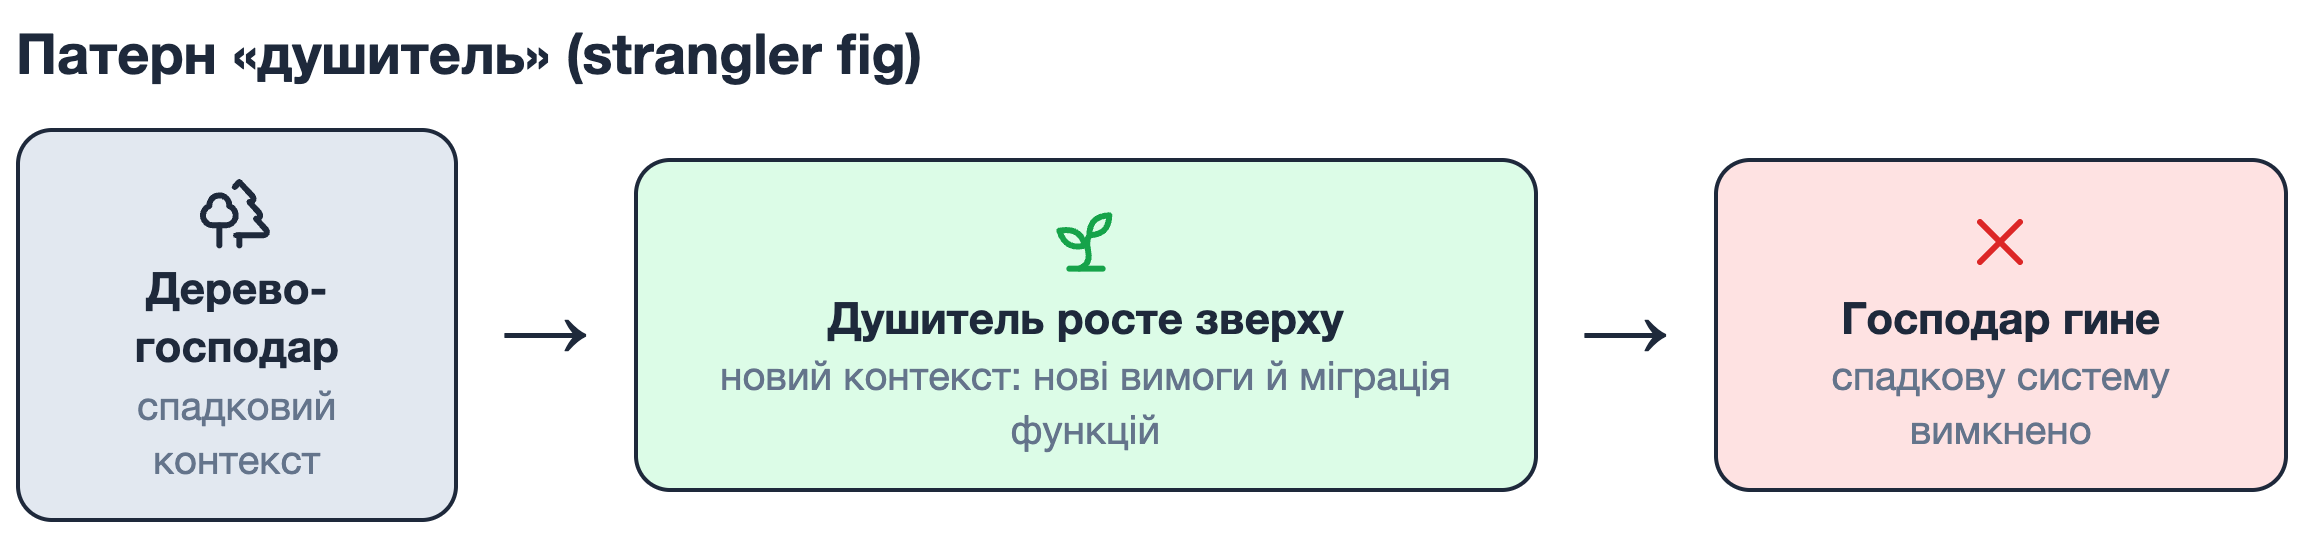 Патерн «душитель» (strangler fig)
Дерево-
господар
спадковий
контекст
→
Душитель росте зверху
новий контекст: нові вимоги й міграція
функцій
→
Господар гине
спадкову систему
вимкнено